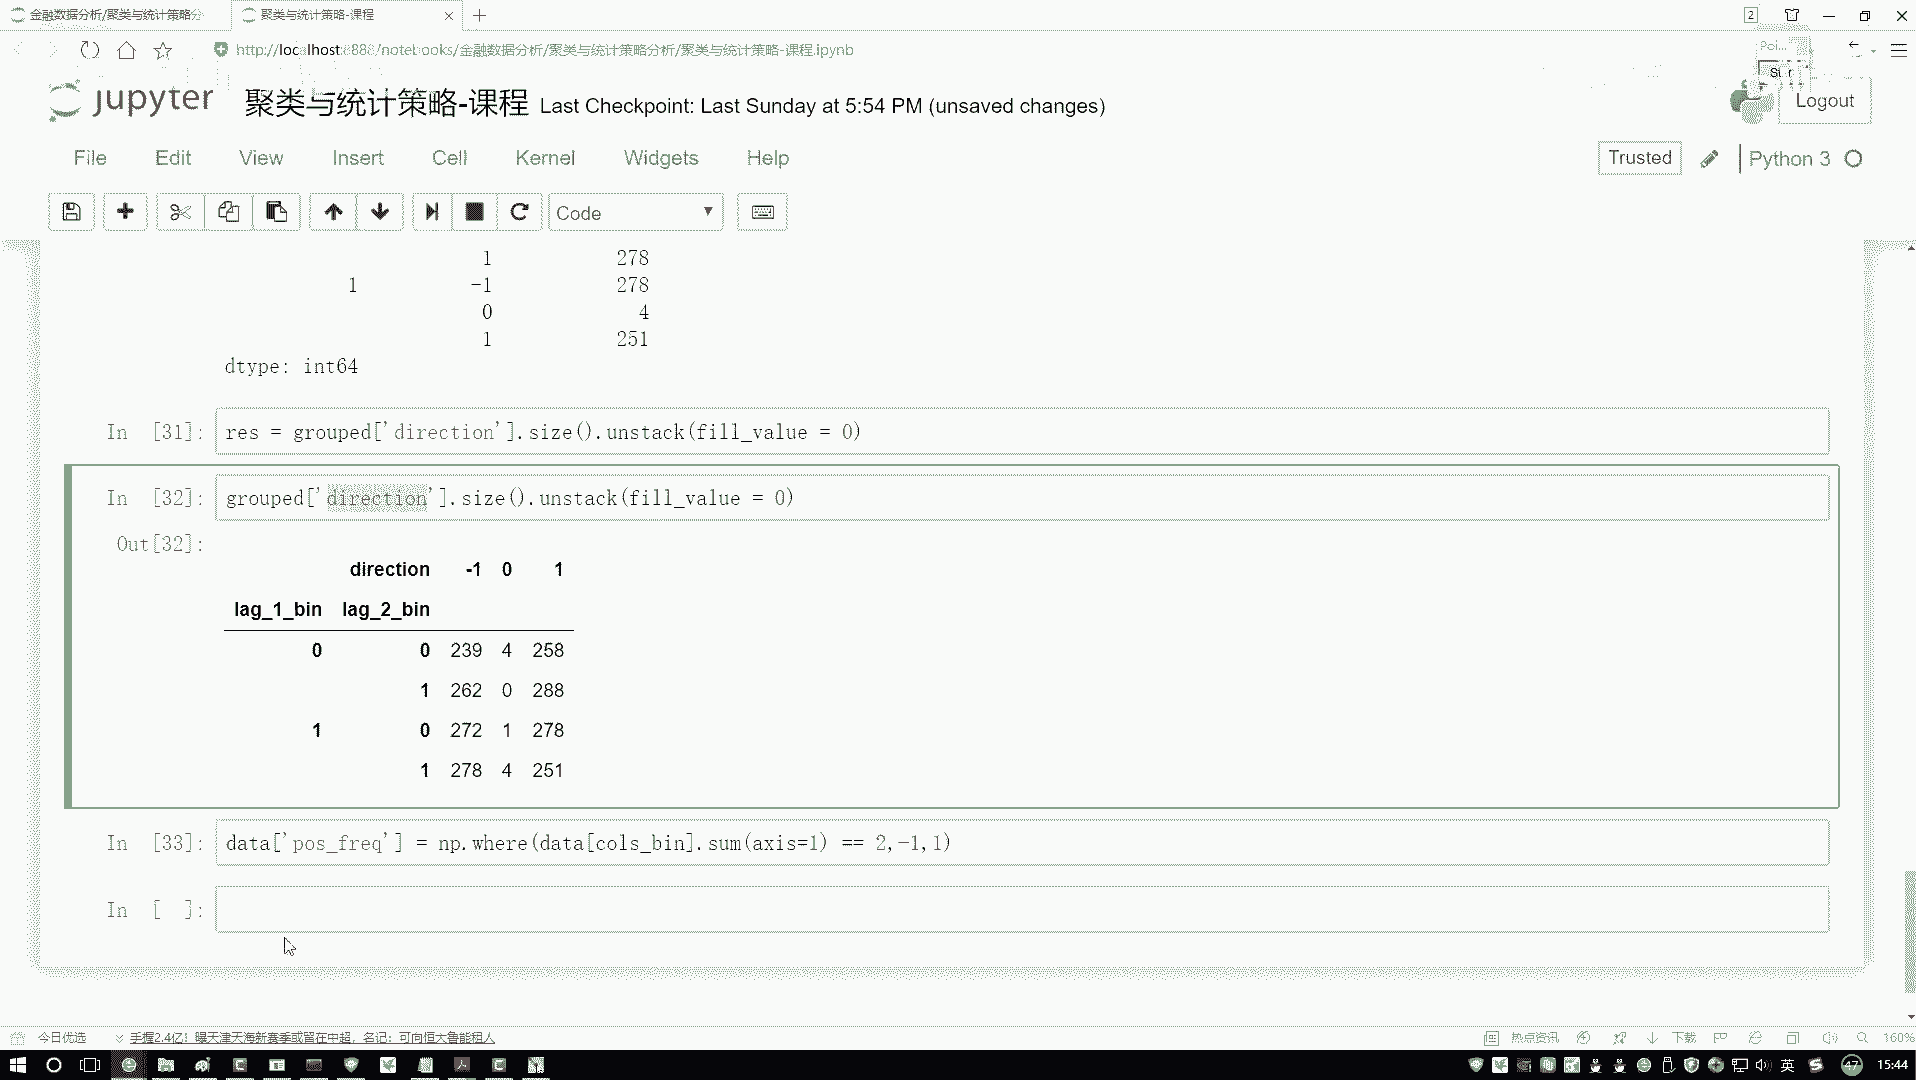 金融数据分析/聚类与统计策略分
聚类与统计策略-课程
2
http://localhost:888/notebooks/金融数据分析/聚类与统计策略分析/聚类与统计策略-课程.ipynb
jupyter 聚类与统计策略-课程 Last Checkpoint: Last Sunday at 5:54 PM (unsaved changes)
Logout
File Edit View Insert Cell Kernel Widgets Help
Trusted
Python 3
Code
1 278
1 -1 278
0 4
1 251
dtype: int64
In [31]: res = grouped['direction'].size().unstack(fill_value = 0)
In [32]: grouped['direction'].size().unstack(fill_value = 0)
Out[32]:
direction -1 0 1
lag_1_bin lag_2_bin
0 0 239 4 258
1 262 0 288
1 0 272 1 278
1 278 4 251
In [33]: data['pos_freq'] = np.where(data[cols_bin].sum(axis=1) == 2,-1,1)
In [ ]:
今日优选
手握2.4亿！曝天津天海新赛季或留在中超，名记：可向恒大鲁能租人
热点资讯
下载
160%
英
47
15:44